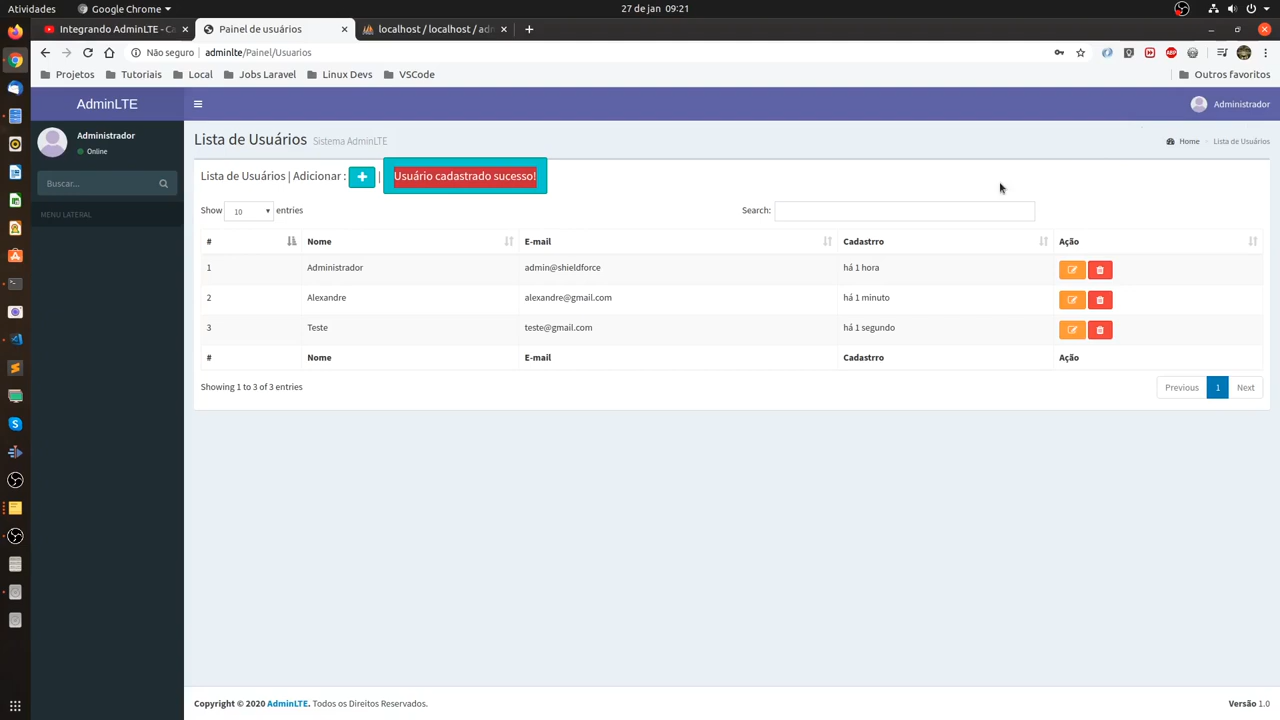 Atividades
Google Chrome
27 de jan 09:21
Integrando AdminLTE - Ca
Painel de usuários
localhost / localhost / adm
Não seguro
adminlte/Painel/Usuarios
Projetos
Tutoriais
Local
Jobs Laravel
Linux Devs
VSCode
Outros favoritos
AdminLTE
Administrador
Administrador
Online
Lista de Usuários Sistema AdminLTE
Home
Lista de Usuários
Buscar...
MENU LATERAL
Lista de Usuários | Adicionar : + | Usuário cadastrado sucesso!
Show 10 entries
Search:
# Nome E-mail Cadastrro Ação
1 Administrador admin@shieldforce há 1 hora
2 Alexandre alexandre@gmail.com há 1 minuto
3 Teste teste@gmail.com há 1 segundo
# Nome E-mail Cadastrro Ação
Showing 1 to 3 of 3 entries
Previous 1 Next
Copyright © 2020 AdminLTE. Todos os Direitos Reservados.
Versão 1.0